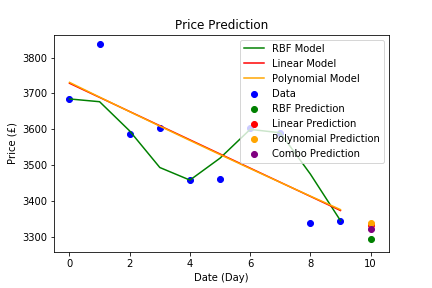 Price Prediction
RBF Model
Linear Model
Polynomial Model
Data
RBF Prediction
Linear Prediction
Polynomial Prediction
Combo Prediction
Price (£)
3800
3700
3600
3500
3400
3300
0 2 4 6 8 10
Date (Day)